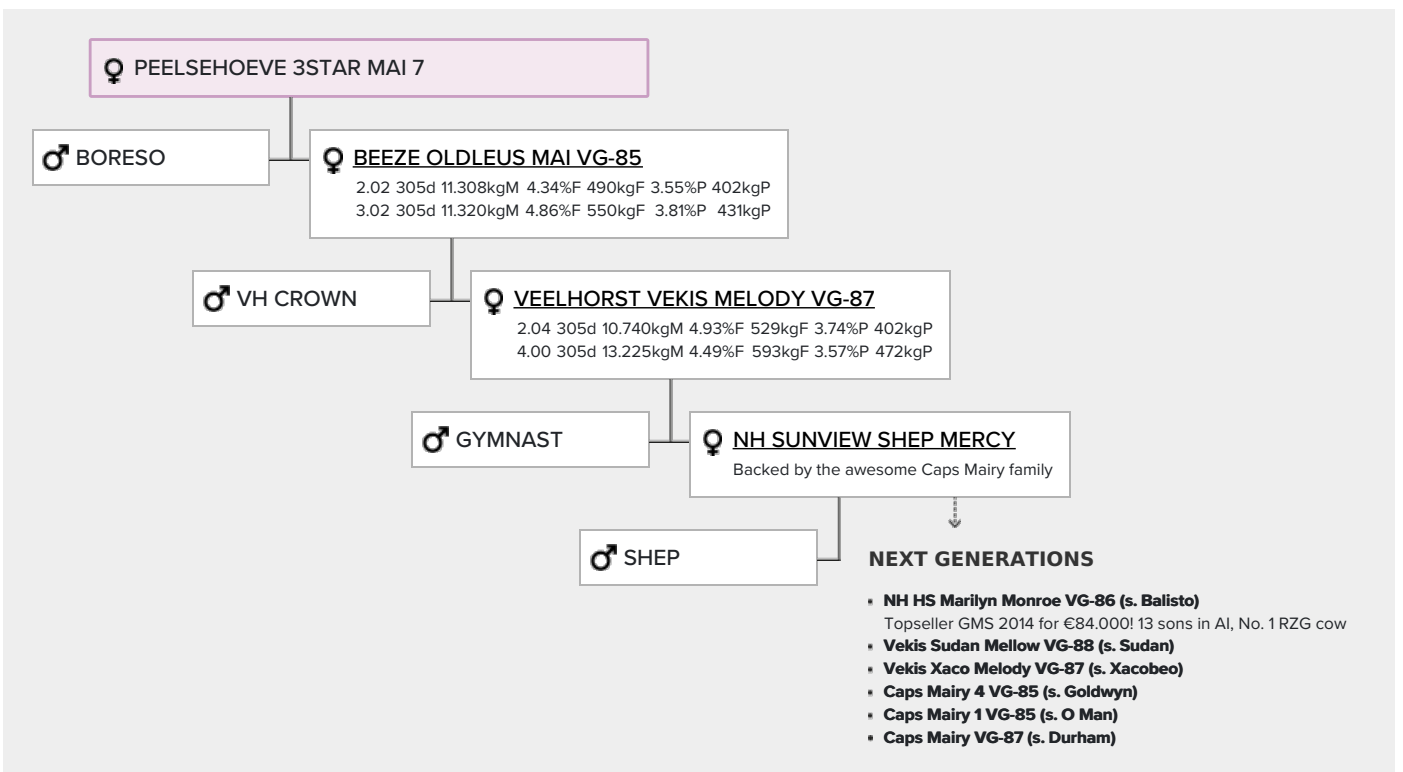 PEELSEHOEVE 3STAR MAI 7
BORESO
BEEZE OLDLEUS MAI VG-85
2.02 305d 11.308kgM 4.34%F 490kgF 3.55%P 402kgP
3.02 305d 11.320kgM 4.86%F 550kgF 3.81%P 431kgP
VH CROWN
VEELHORST VEKIS MELODY VG-87
2.04 305d 10.740kgM 4.93%F 529kgF 3.74%P 402kgP
4.00 305d 13.225kgM 4.49%F 593kgF 3.57%P 472kgP
GYMNAST
NH SUNVIEW SHEP MERCY
Backed by the awesome Caps Mairy family
SHEP
NEXT GENERATIONS
NH HS Marilyn Monroe VG-86 (s. Balisto)
Topseller GMS 2014 for €84.000! 13 sons in AI, No. 1 RZG cow
Vekis Sudan Mellow VG-88 (s. Sudan)
Vekis Xaco Melody VG-87 (s. Xacobeo)
Caps Mairy 4 VG-85 (s. Goldwyn)
Caps Mairy 1 VG-85 (s. O Man)
Caps Mairy VG-87 (s. Durham)